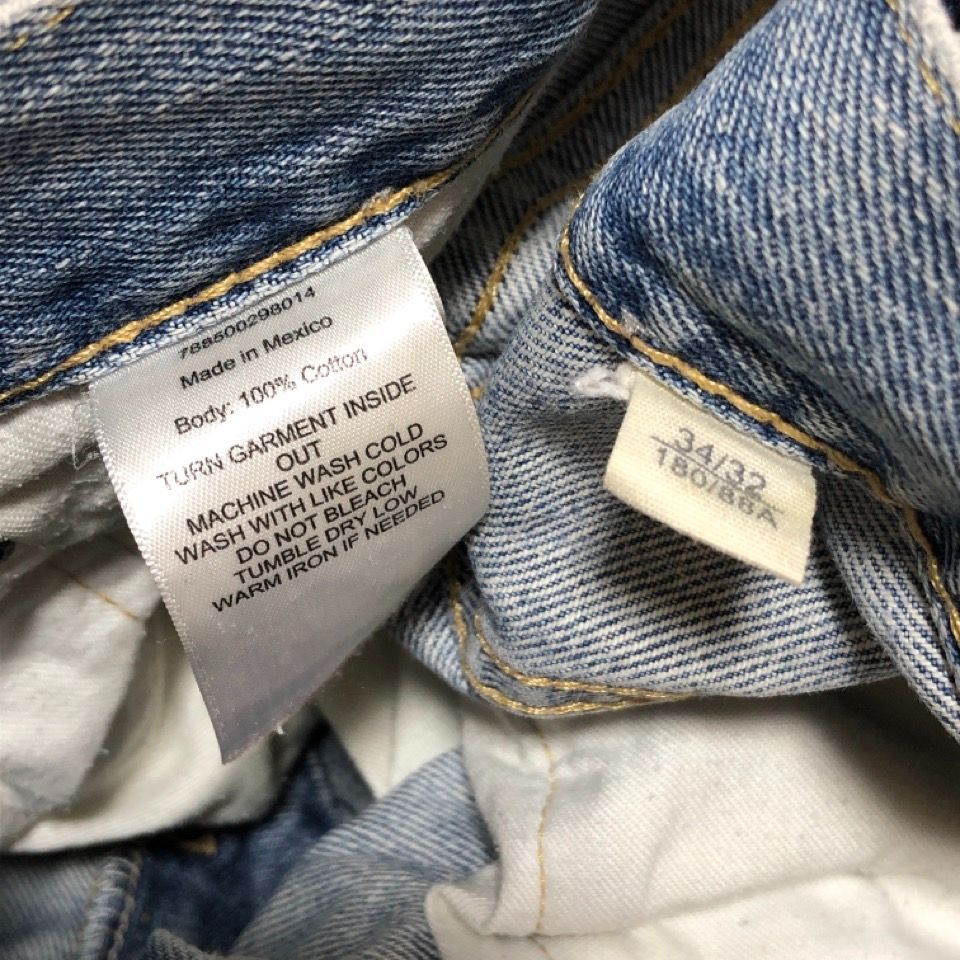 788500298014
Made in Mexico
Body: 100% Cotton
TURN GARMENT INSIDE
OUT
MACHINE WASH COLD
WASH WITH LIKE COLORS
DO NOT BLEACH
TUMBLE DRY LOW
WARM IRON IF NEEDED
34/32
180/86A